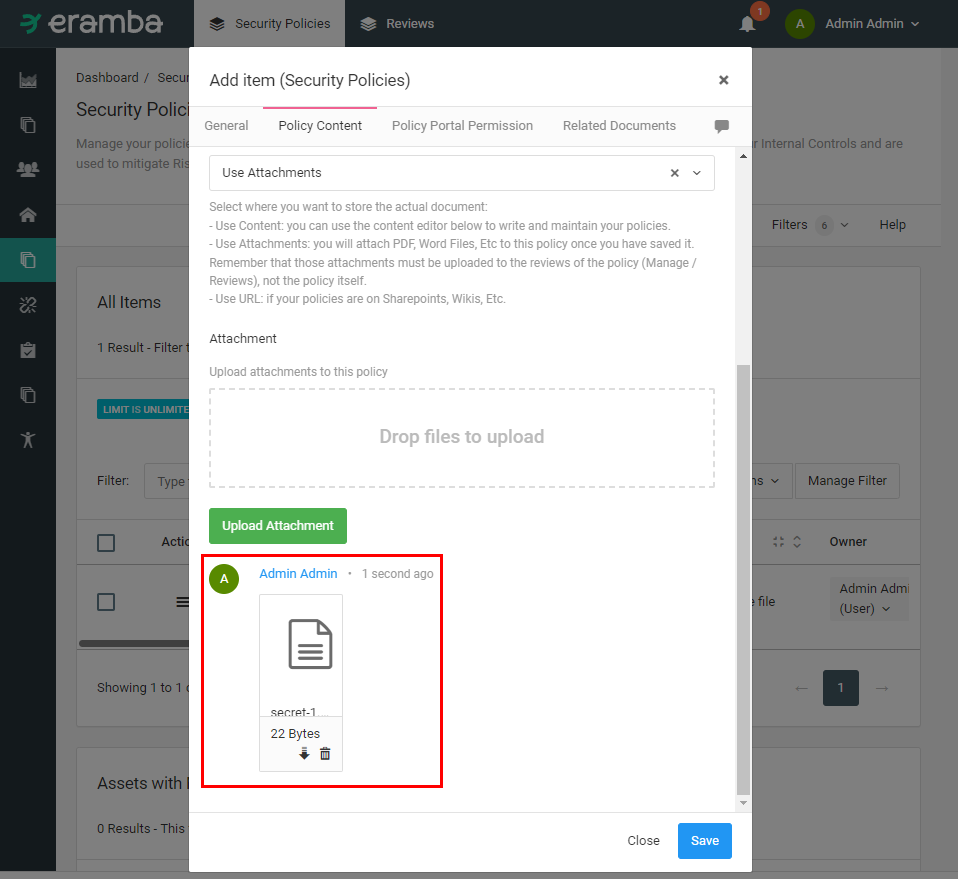 eramba
Security Policies
Reviews
1
A
Admin Admin
Dashboard / Secur
Security Polici
Manage your policie
r Internal Controls and are
used to mitigate Ris
Filters 6
Help
All Items
1 Result - Filter t
LIMIT IS UNLIMITE
Filter:
Type
ns
Manage Filter
Actio
Owner
e file
Admin Admi
(User)
Showing 1 to 1
← 1 →
Assets with
0 Results - This
Add item (Security Policies)
×
General
Policy Content
Policy Portal Permission
Related Documents
Use Attachments
×
Select where you want to store the actual document:
- Use Content: you can use the content editor below to write and maintain your policies.
- Use Attachments: you will attach PDF, Word Files, Etc to this policy once you have saved it.
Remember that those attachments must be uploaded to the reviews of the policy (Manage /
Reviews), not the policy itself.
- Use URL: if your policies are on Sharepoints, Wikis, Etc.
Attachment
Upload attachments to this policy
Drop files to upload
Upload Attachment
A
Admin Admin • 1 second ago
secret-1...
22 Bytes
Close
Save